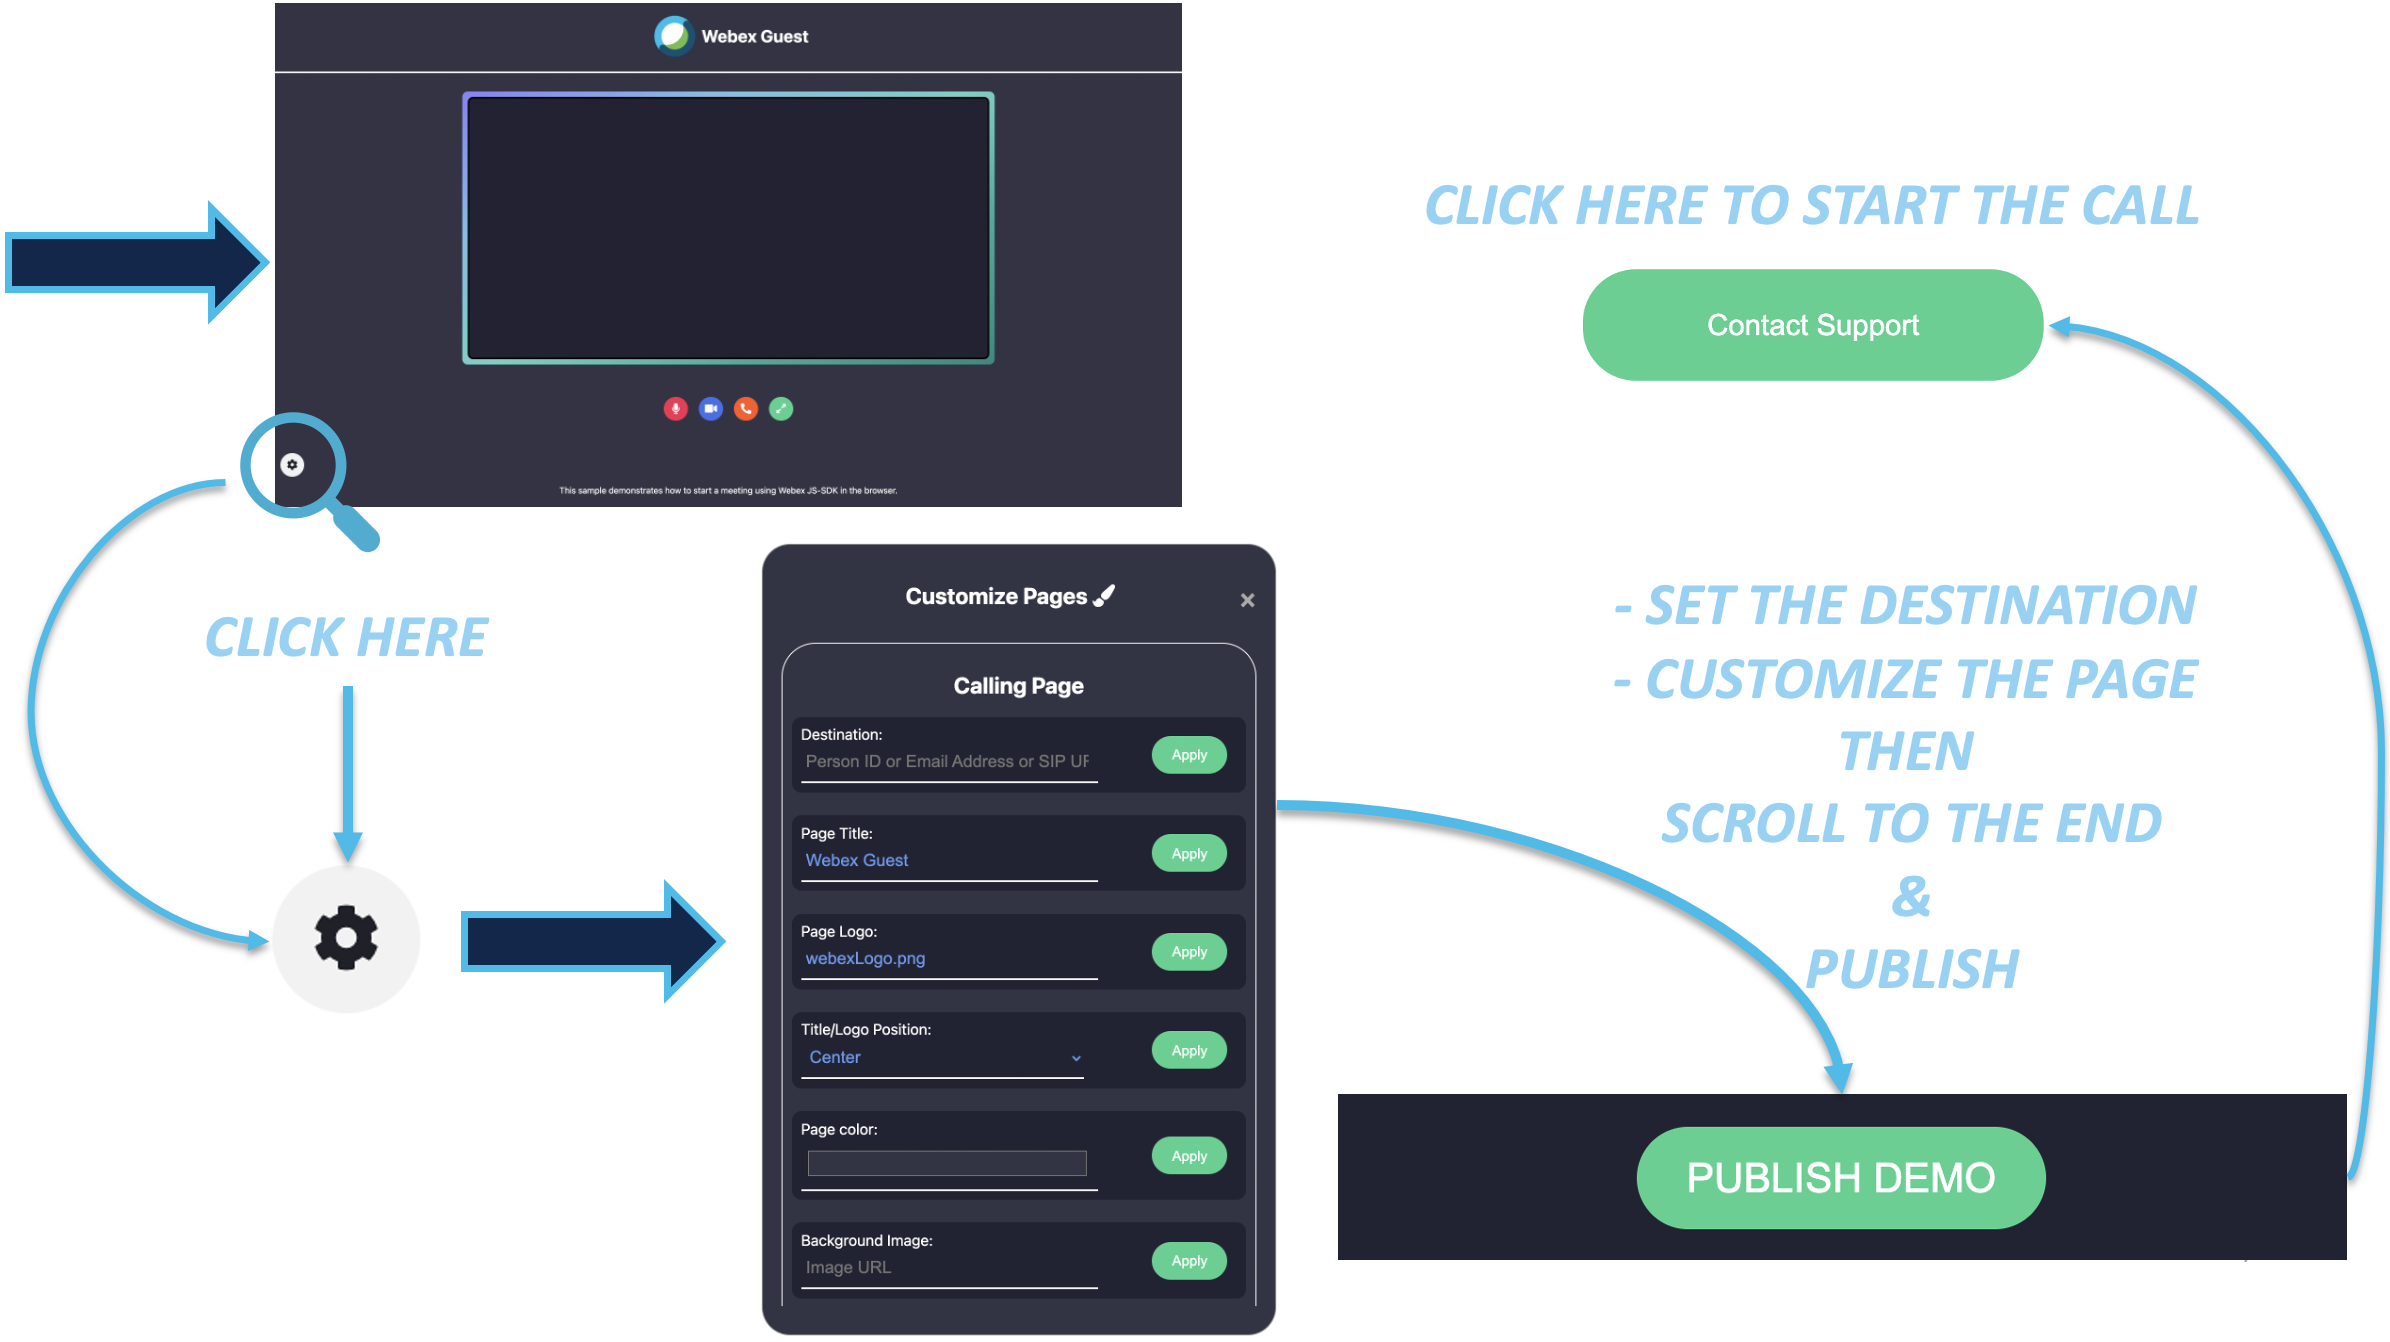 Webex Guest
This sample demonstrates how to start a meeting using Webex JS-SDK in the browser.
CLICK HERE
Customize Pages
×
Calling Page
Destination:
Person ID or Email Address or SIP UR
Apply
Page Title:
Webex Guest
Apply
Page Logo:
webexLogo.png
Apply
Title/Logo Position:
Center
Apply
Page color:
Apply
Background Image:
Image URL
Apply
- SET THE DESTINATION
- CUSTOMIZE THE PAGE
THEN
SCROLL TO THE END
&
PUBLISH
PUBLISH DEMO
CLICK HERE TO START THE CALL
Contact Support